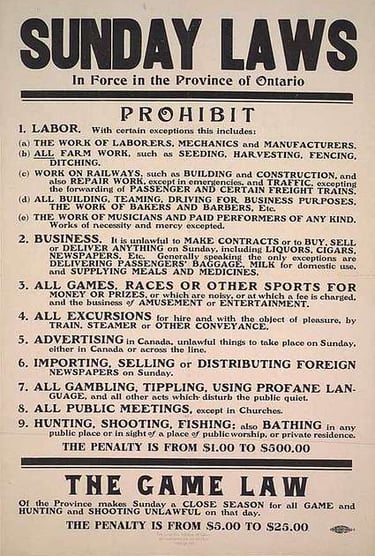 SUNDAY LAWS
In Force in the Province of Ontario
PROHIBIT
1. LABOR. With certain exceptions this includes:
(a) THE WORK OF LABORERS, MECHANICS and MANUFACTURERS.
(b) ALL FARM WORK, such as SEEDING, HARVESTING, FENCING,
DITCHING.
(c) WORK ON RAILWAYS, such as BUILDING and CONSTRUCTION, and
also REPAIR WORK, except in emergencies, and TRAFFIC, excepting
the forwarding of PASSENGER AND CERTAIN FREIGHT TRAINS.
(d) ALL BUILDING, TEAMING, DRIVING FOR BUSINESS PURPOSES,
THE WORK OF BAKERS AND BARBERS, Etc.
(e) THE WORK OF MUSICIANS AND PAID PERFORMERS OF ANY KIND.
Works of necessity and mercy excepted.
2. BUSINESS. It is unlawful to MAKE CONTRACTS or to BUY, SELL
or DELIVER ANYTHING on Sunday, including LIQUORS, CIGARS,
NEWSPAPERS, Etc. Generally speaking the only exceptions are
DELIVERING PASSENGERS' BAGGAGE, MILK for domestic use,
and SUPPLYING MEALS AND MEDICINES.
3. ALL GAMES, RACES OR OTHER SPORTS FOR
MONEY OR PRIZES, or which are noisy, or at which a fee is charged,
and the business of AMUSEMENT or ENTERTAINMENT.
4. ALL EXCURSIONS for hire and with the object of pleasure, by
TRAIN, STEAMER or OTHER CONVEYANCE.
5. ADVERTISING in Canada, unlawful things to take place on Sunday,
either in Canada or across the line.
6. IMPORTING, SELLING or DISTRIBUTING FOREIGN
NEWSPAPERS on Sunday.
7. ALL GAMBLING, TIPPLING, USING PROFANE LAN-
GUAGE, and all other acts which disturb the public quiet.
8. ALL PUBLIC MEETINGS, except in Churches.
9. HUNTING, SHOOTING, FISHING; also BATHING in any
public place or in sight of a place of public worship, or private residence.
THE PENALTY IS FROM $1.00 TO $500.00
THE GAME LAW
Of the Province makes Sunday a CLOSE SEASON for all GAME and
HUNTING and SHOOTING UNLAWFUL on that day.
THE PENALTY IS FROM $5.00 TO $25.00